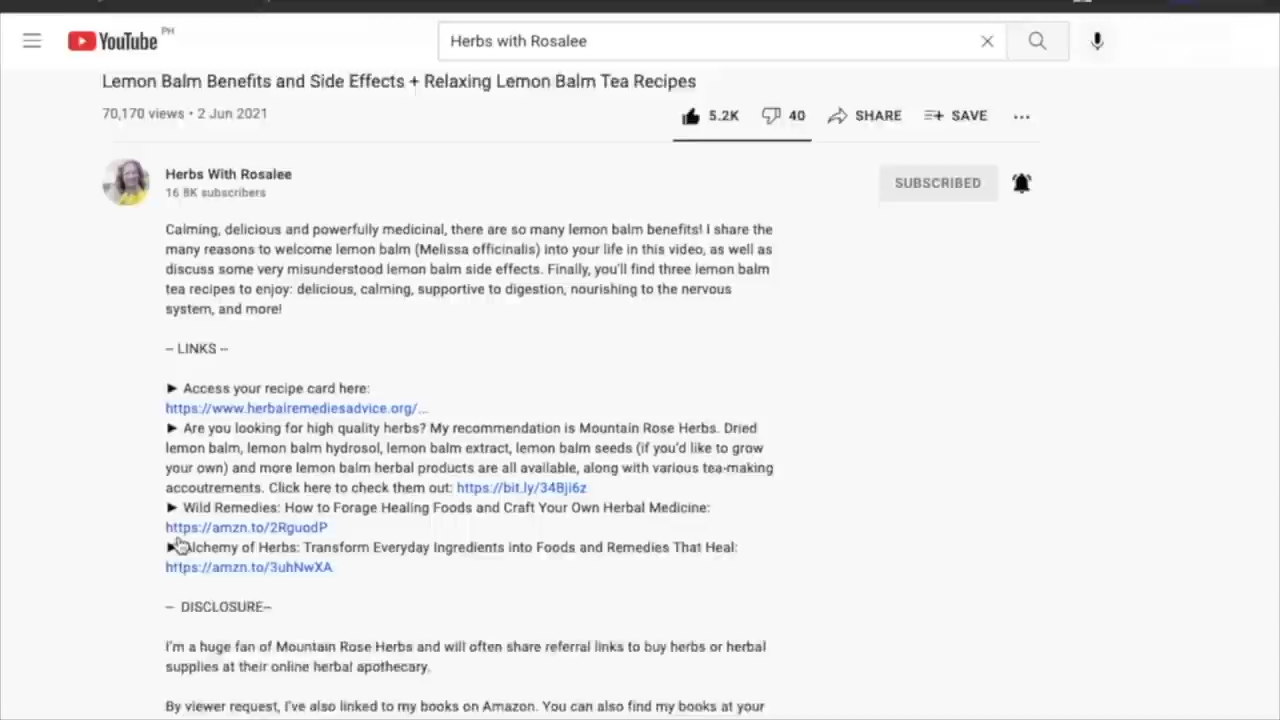 YouTube PH
Herbs with Rosalee
Lemon Balm Benefits and Side Effects + Relaxing Lemon Balm Tea Recipes
70,170 views • 2 Jun 2021
5.2K 40 SHARE SAVE ...
Herbs With Rosalee
16.8K subscribers
SUBSCRIBED
Calming, delicious and powerfully medicinal, there are so many lemon balm benefits! I share the
many reasons to welcome lemon balm (Melissa officinalis) into your life in this video, as well as
discuss some very misunderstood lemon balm side effects. Finally, you'll find three lemon balm
tea recipes to enjoy: delicious, calming, supportive to digestion, nourishing to the nervous
system, and more!
-- LINKS --
► Access your recipe card here:
https://www.herbalremediesadvice.org/...
► Are you looking for high quality herbs? My recommendation is Mountain Rose Herbs. Dried
lemon balm, lemon balm hydrosol, lemon balm extract, lemon balm seeds (if you'd like to grow
your own) and more lemon balm herbal products are all available, along with various tea-making
accoutrements. Click here to check them out: https://bit.ly/34Bji6z
► Wild Remedies: How to Forage Healing Foods and Craft Your Own Herbal Medicine:
https://amzn.to/2RguodP
► Alchemy of Herbs: Transform Everyday Ingredients into Foods and Remedies That Heal:
https://amzn.to/3uhNwXA
-- DISCLOSURE--
I'm a huge fan of Mountain Rose Herbs and will often share referral links to buy herbs or herbal
supplies at their online herbal apothecary.
By viewer request, I've also linked to my books on Amazon. You can also find my books at your